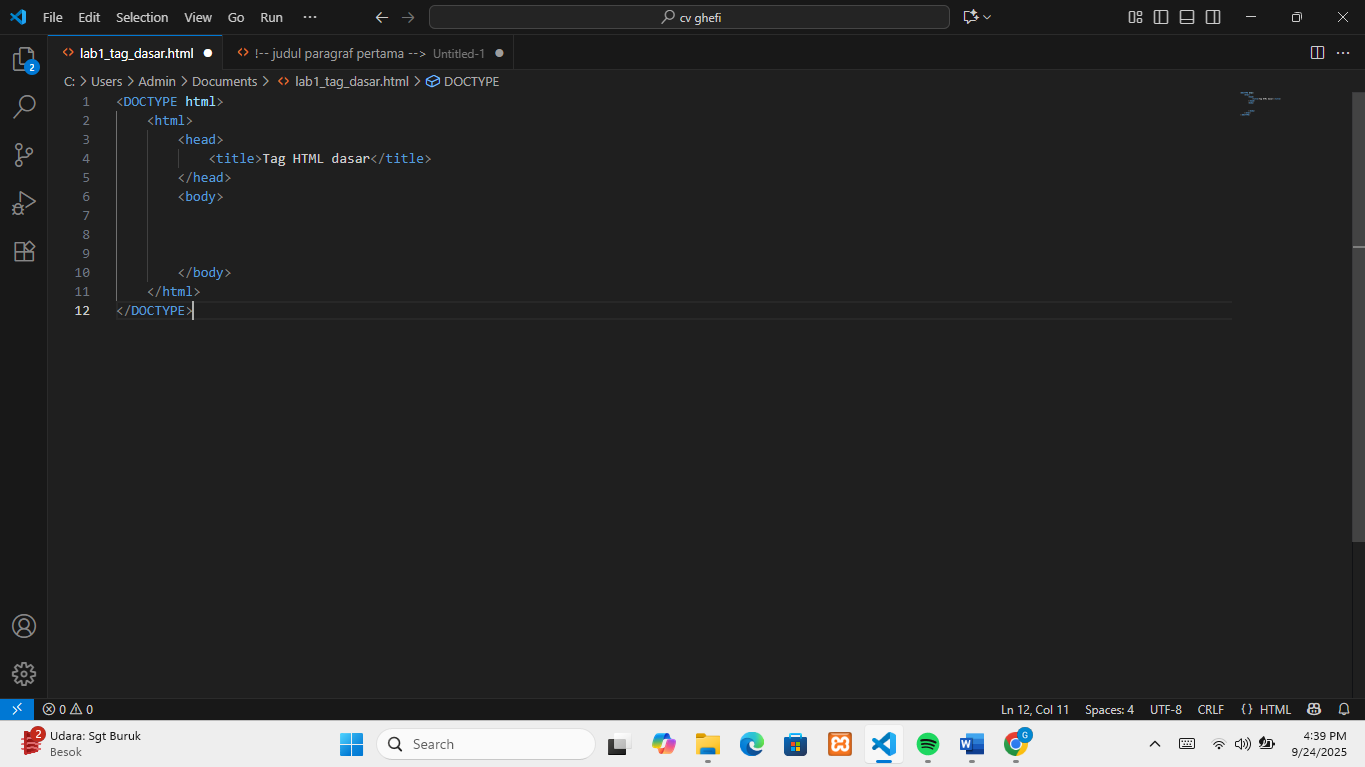 File Edit Selection View Go Run ··· cv ghefi
lab1_tag_dasar.html ● !-- judul paragraf pertama --> Untitled-1 ●
2
C: > Users > Admin > Documents > lab1_tag_dasar.html > DOCTYPE
1 <DOCTYPE html>
2 <html>
3 <head>
4 <title>Tag HTML dasar</title>
5 </head>
6 <body>
7
8
9
10 </body>
11 </html>
12 </DOCTYPE>
0 0 Ln 12, Col 11 Spaces: 4 UTF-8 CRLF {} HTML
2 Udara: Sgt Buruk
Besok
Search
G
4:39 PM
9/24/2025